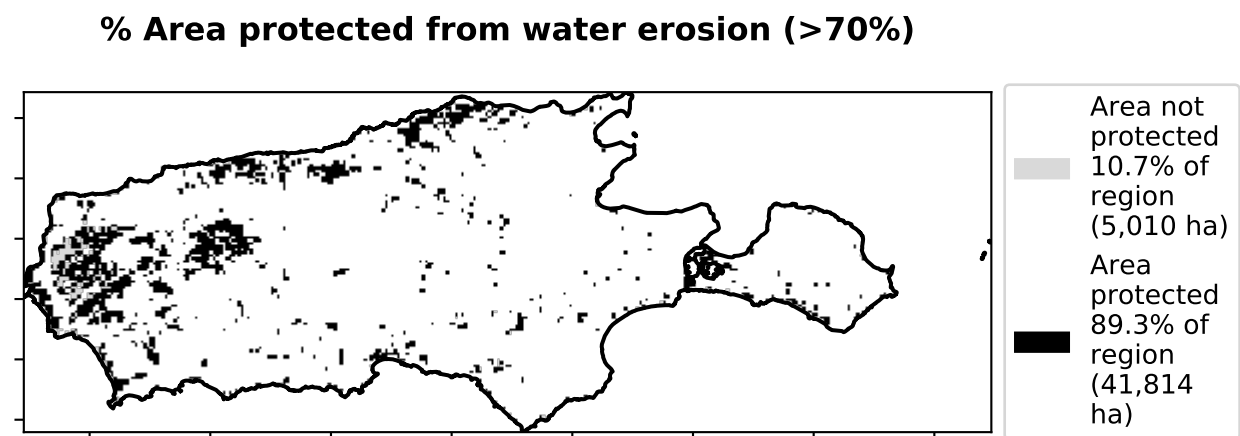 % Area protected from water erosion (>70%)
Area not
protected
10.7% of
region
(5,010 ha)
Area
protected
89.3% of
region
(41,814
ha)